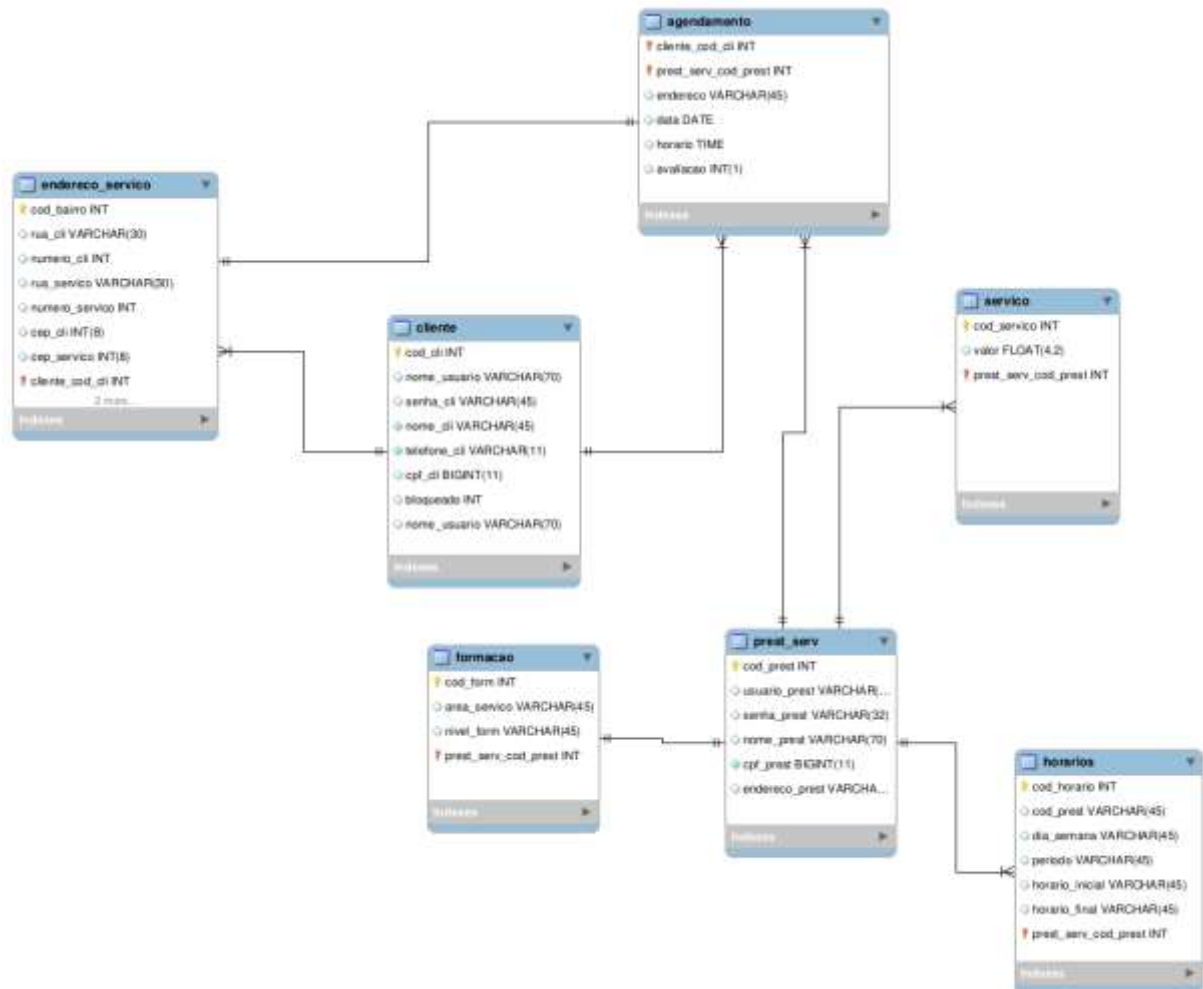 agendamento
cliente_cod_cli INT
prest_serv_cod_prest INT
endereco VARCHAR(45)
data DATE
horario TIME
avaliacao INT(1)
Indexes
endereco_servico
cod_bairro INT
rua_cli VARCHAR(30)
numero_cli INT
rua_servico VARCHAR(30)
numero_servico INT
cep_cli INT(8)
cep_servico INT(8)
cliente_cod_cli INT
2 more...
Indexes
cliente
cod_cli INT
nome_usuario VARCHAR(70)
senha_cli VARCHAR(45)
nome_cli VARCHAR(45)
telefone_cli VARCHAR(11)
cpf_cli BIGINT(11)
bloqueado INT
nome_usuario VARCHAR(70)
Indexes
servico
cod_servico INT
valor FLOAT(4,2)
prest_serv_cod_prest INT
Indexes
formacao
cod_form INT
area_servico VARCHAR(45)
nivel_form VARCHAR(45)
prest_serv_cod_prest INT
Indexes
prest_serv
cod_prest INT
usuario_prest VARCHAR(...
senha_prest VARCHAR(32)
nome_prest VARCHAR(70)
cpf_prest BIGINT(11)
endereco_prest VARCHA...
Indexes
horarios
cod_horario INT
cod_prest VARCHAR(45)
dia_semana VARCHAR(45)
periodo VARCHAR(45)
horario_inicial VARCHAR(45)
horario_final VARCHAR(45)
prest_serv_cod_prest INT
Indexes